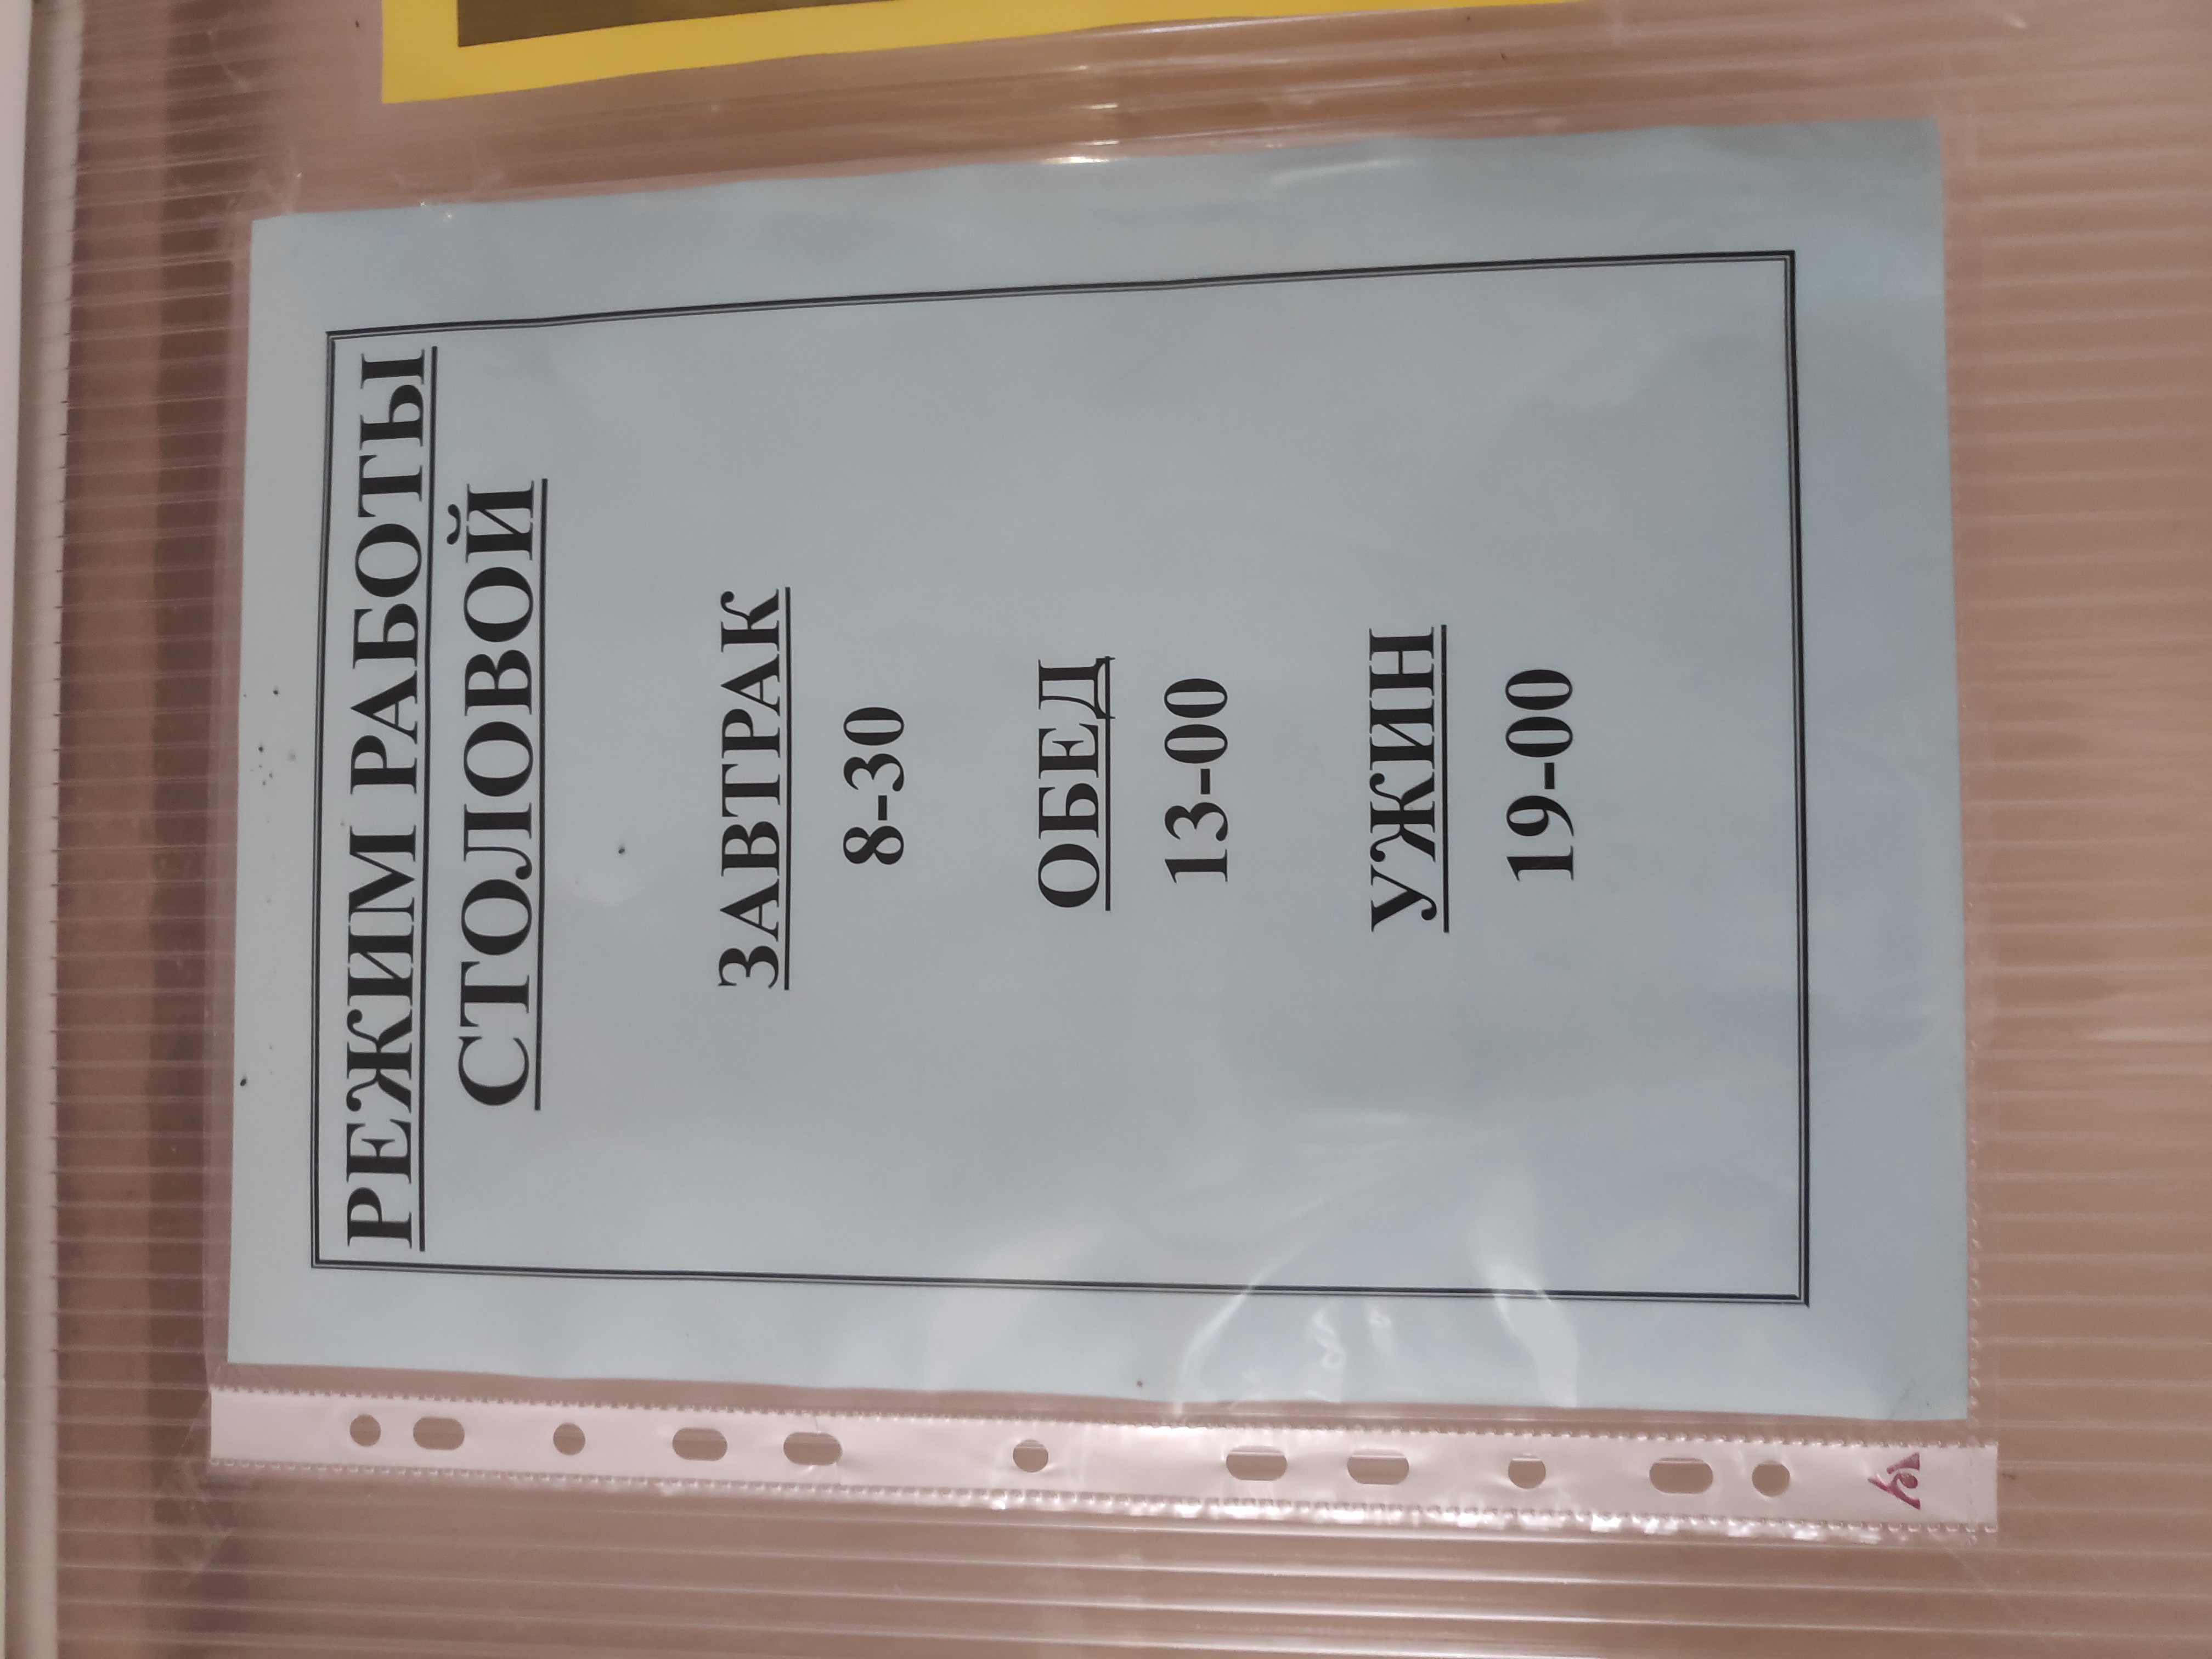 РЕЖИМ РАБОТЫ
СТОЛОВОЙ
ЗАВТРАК
8-30
ОБЕД
13-00
УЖИН
19-00